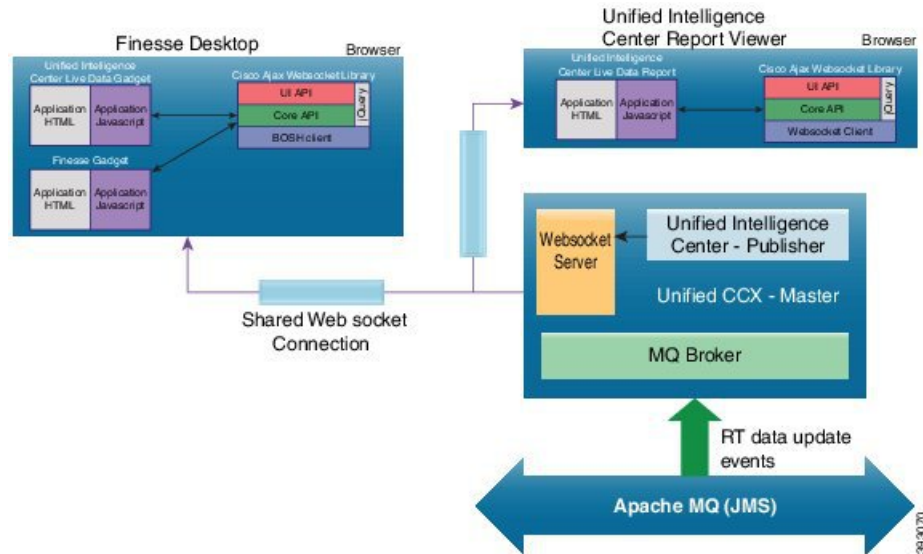 Finesse Desktop
Browser
Unified Intelligence
Center Live Data Gadget
Cisco Ajax Websocket Library
Application
HTML
Application
Javascript
UI API
Core API
BOSH client
jQuery
Finesse Gadget
Application
HTML
Application
Javascript
Unified Intelligence
Center Report Viewer
Browser
Unified Intelligence
Center Live Data Report
Cisco Ajax Websocket Library
Application
HTML
Application
Javascript
UI API
Core API
Websocket Client
jQuery
Websocket
Server
Unified Intelligence
Center - Publisher
Unified CCX - Master
MQ Broker
Shared Web socket
Connection
RT data update
events
Apache MQ (JMS)